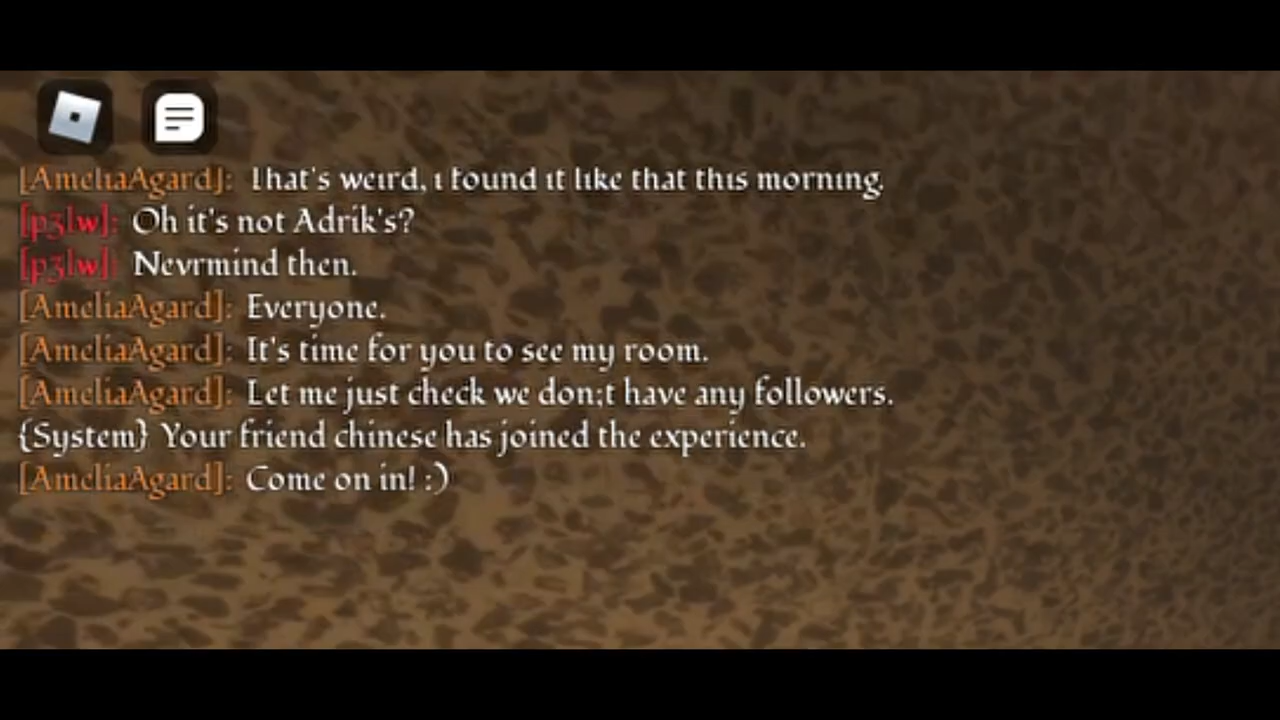 [AmeliaAgard]: That's weird, i found it like that this morning.
[p3lw]: Oh it's not Adrik's?
[p3lw]: Nevrmind then.
[AmeliaAgard]: Everyone.
[AmeliaAgard]: It's time for you to see my room.
[AmeliaAgard]: Let me just check we don;t have any followers.
{System} Your friend chinese has joined the experience.
[AmeliaAgard]: Come on in! :)